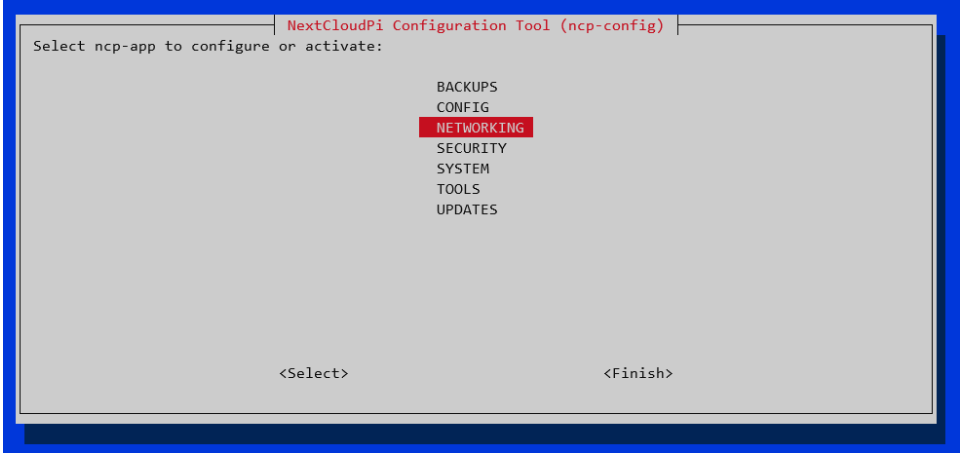 NextCloudPi Configuration Tool (ncp-config)
Select ncp-app to configure or activate:
BACKUPS
CONFIG
NETWORKING
SECURITY
SYSTEM
TOOLS
UPDATES
<Select> <Finish>